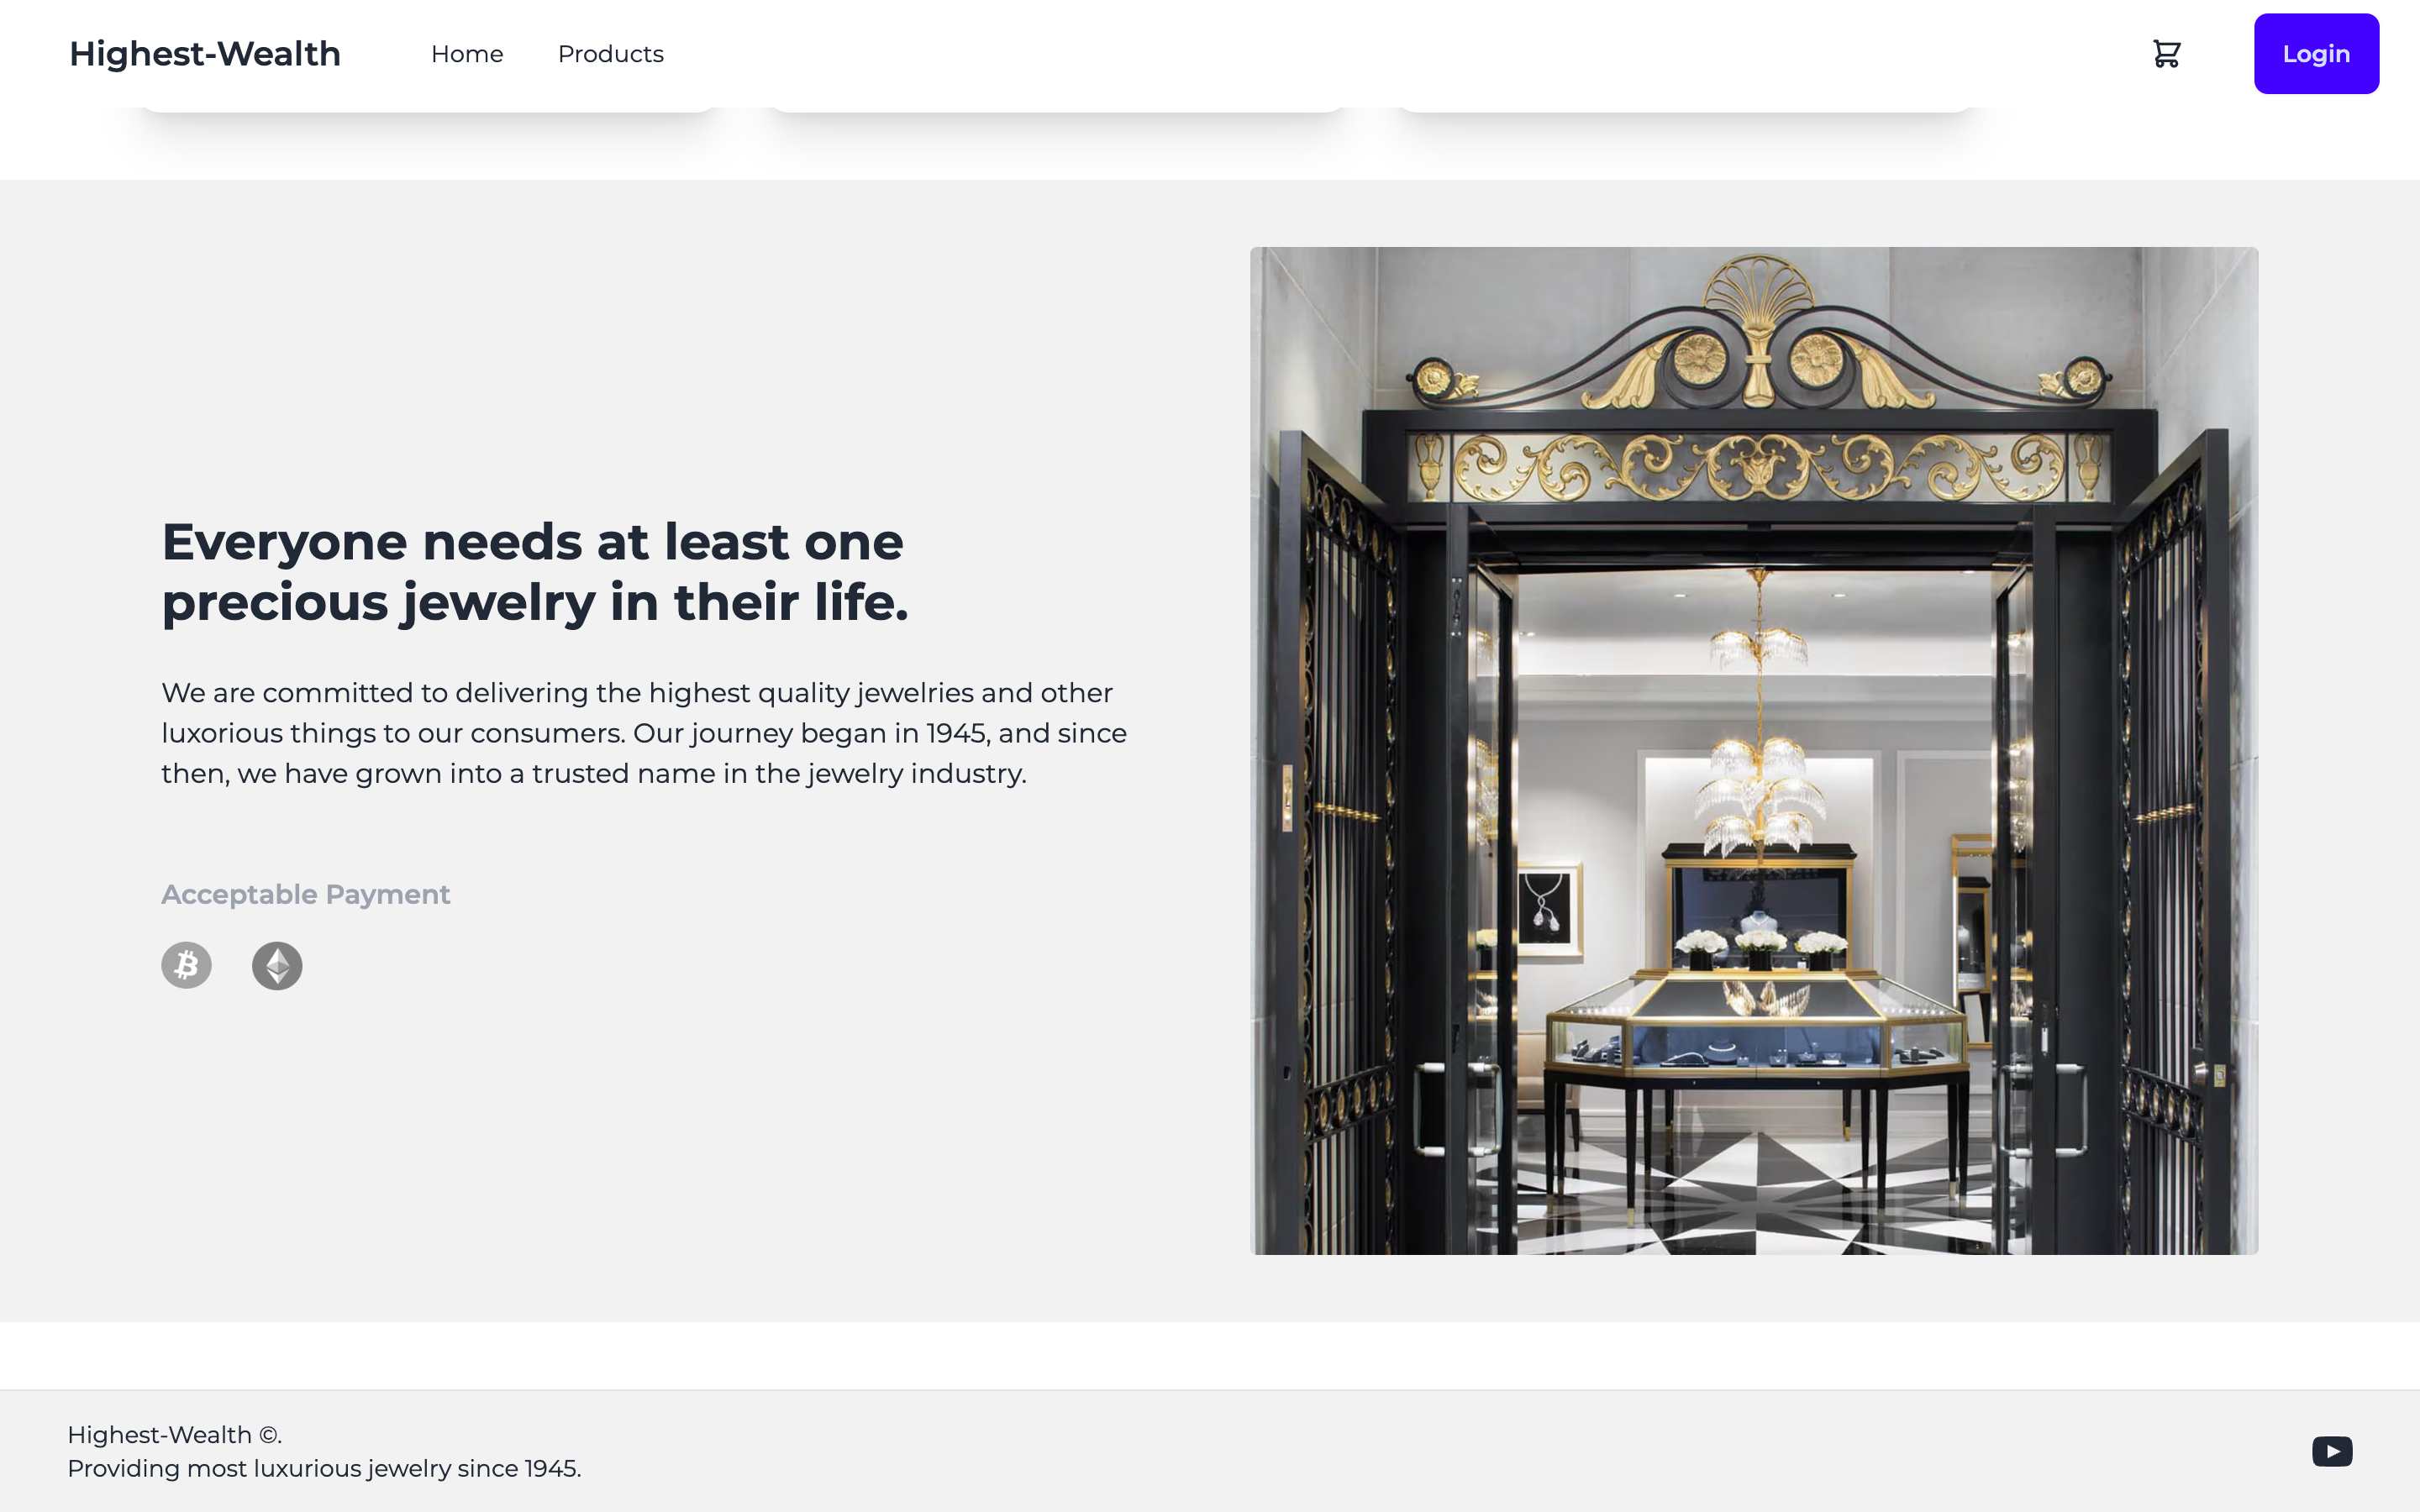 Highest-Wealth
Home
Products
Login
Everyone needs at least one
precious jewelry in their life.
We are committed to delivering the highest quality jewelries and other
luxorious things to our consumers. Our journey began in 1945, and since
then, we have grown into a trusted name in the jewelry industry.
Acceptable Payment
Highest-Wealth ©.
Providing most luxurious jewelry since 1945.